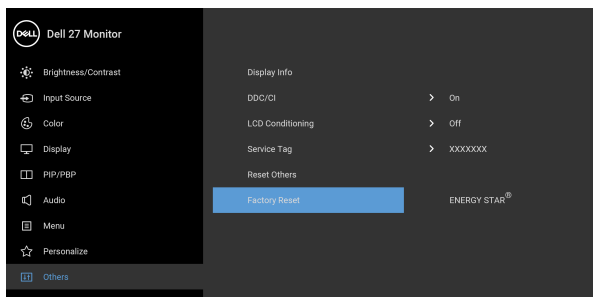 DELL Dell 27 Monitor
Brightness/Contrast
Display Info
Input Source
DDC/CI On
Color
LCD Conditioning Off
Display
Service Tag XXXXXXX
PIP/PBP
Reset Others
Audio
Factory Reset ENERGY STAR®
Menu
Personalize
Others